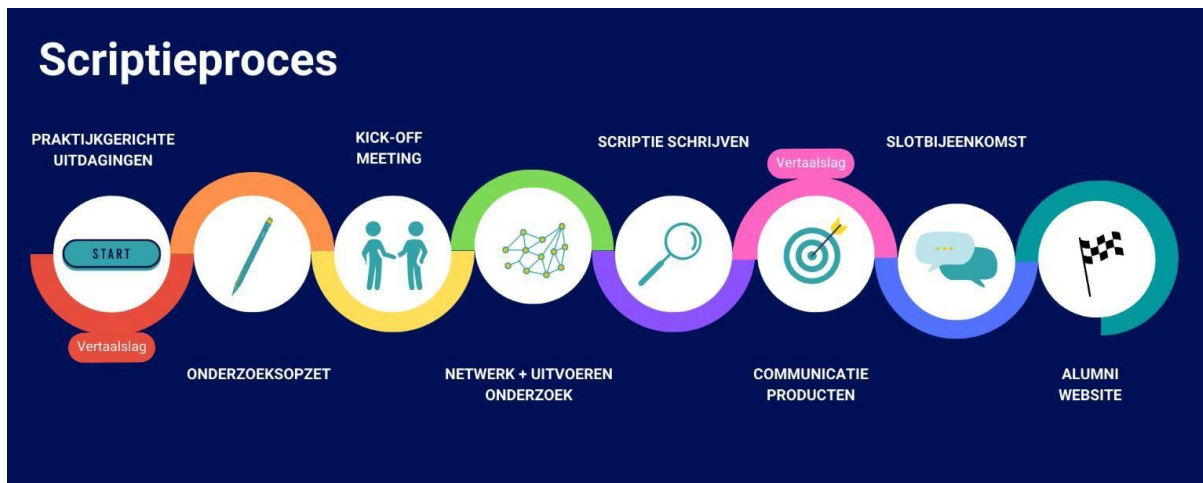 Scriptieproces
PRAKTIJKGERICHTE
UITDAGINGEN
START
Vertaalslag
ONDERZOEKSOPZET
KICK-OFF
MEETING
NETWERK + UITVOEREN
ONDERZOEK
SCRIPTIE SCHRIJVEN
Vertaalslag
COMMUNICATIE
PRODUCTEN
SLOTBIJEENKOMST
ALUMNI
WEBSITE